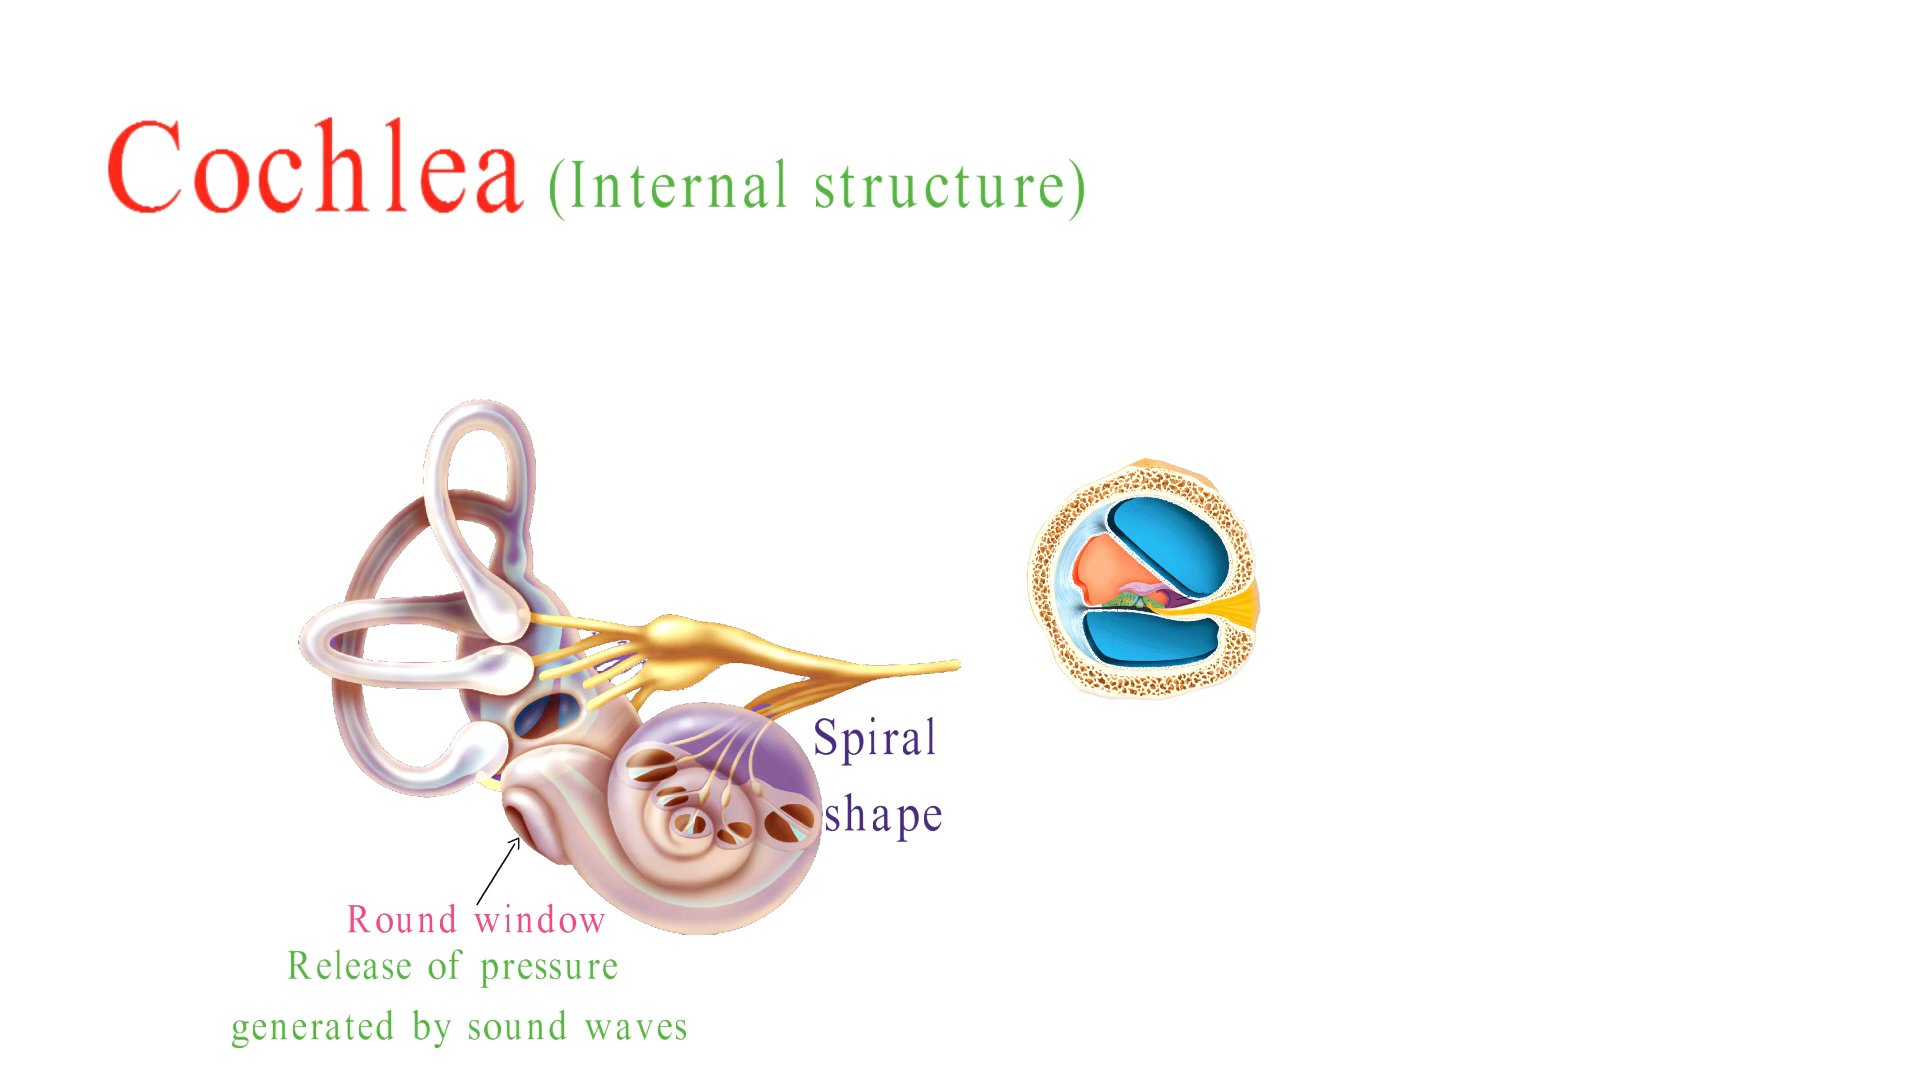 Cochlea (Internal structure)
Spiral
shape
Round window
Release of pressure
generated by sound waves